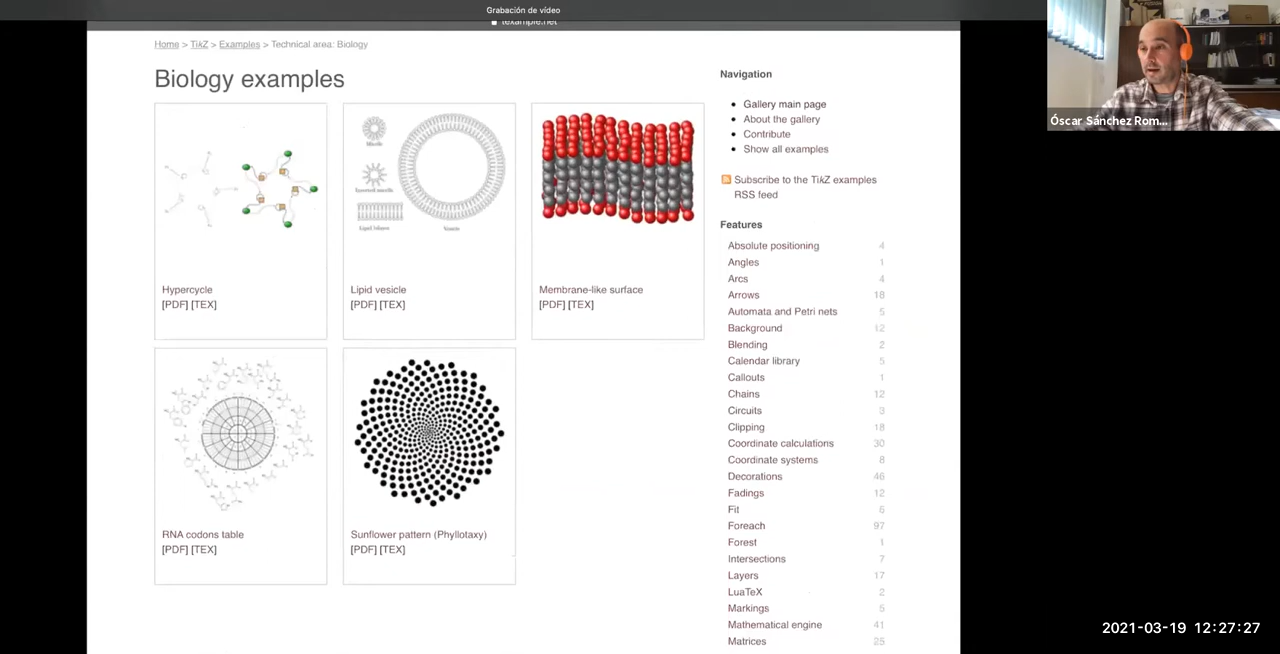 Grabación de vídeo
texample.net
Home > TikZ > Examples > Technical area: Biology
Biology examples
Micelle
Inversed micelle
Lipid bilayer
Vesicle
Hypercycle
[PDF] [TEX]
Lipid vesicle
[PDF] [TEX]
Membrane-like surface
[PDF] [TEX]
RNA codons table
[PDF] [TEX]
Sunflower pattern (Phyllotaxy)
[PDF] [TEX]
Navigation
Gallery main page
About the gallery
Contribute
Show all examples
Subscribe to the TikZ examples
RSS feed
Features
Absolute positioning 4
Angles 1
Arcs 4
Arrows 18
Automata and Petri nets 5
Background 12
Blending 2
Calendar library 5
Callouts 1
Chains 12
Circuits 3
Clipping 18
Coordinate calculations 30
Coordinate systems 8
Decorations 46
Fadings 12
Fit 6
Foreach 97
Forest 1
Intersections 7
Layers 17
LuaTeX 2
Markings 5
Mathematical engine 41
Matrices 25
Óscar Sánchez Rom...
2021-03-19 12:27:27